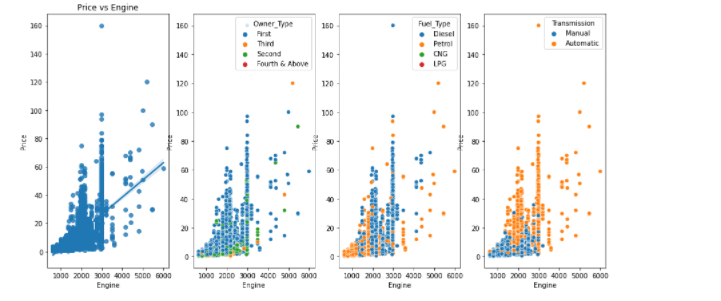 Price vs Engine
160
140
120
100
80
60
40
20
0
Price
1000 2000 3000 4000 5000 6000
Engine
160
140
120
100
80
60
40
20
0
Price
Owner_Type
First
Third
Second
Fourth & Above
1000 2000 3000 4000 5000 6000
Engine
160
140
120
100
80
60
40
20
0
Price
Fuel_Type
Diesel
Petrol
CNG
LPG
1000 2000 3000 4000 5000 6000
Engine
160
140
120
100
80
60
40
20
0
Price
Transmission
Manual
Automatic
1000 2000 3000 4000 5000 6000
Engine